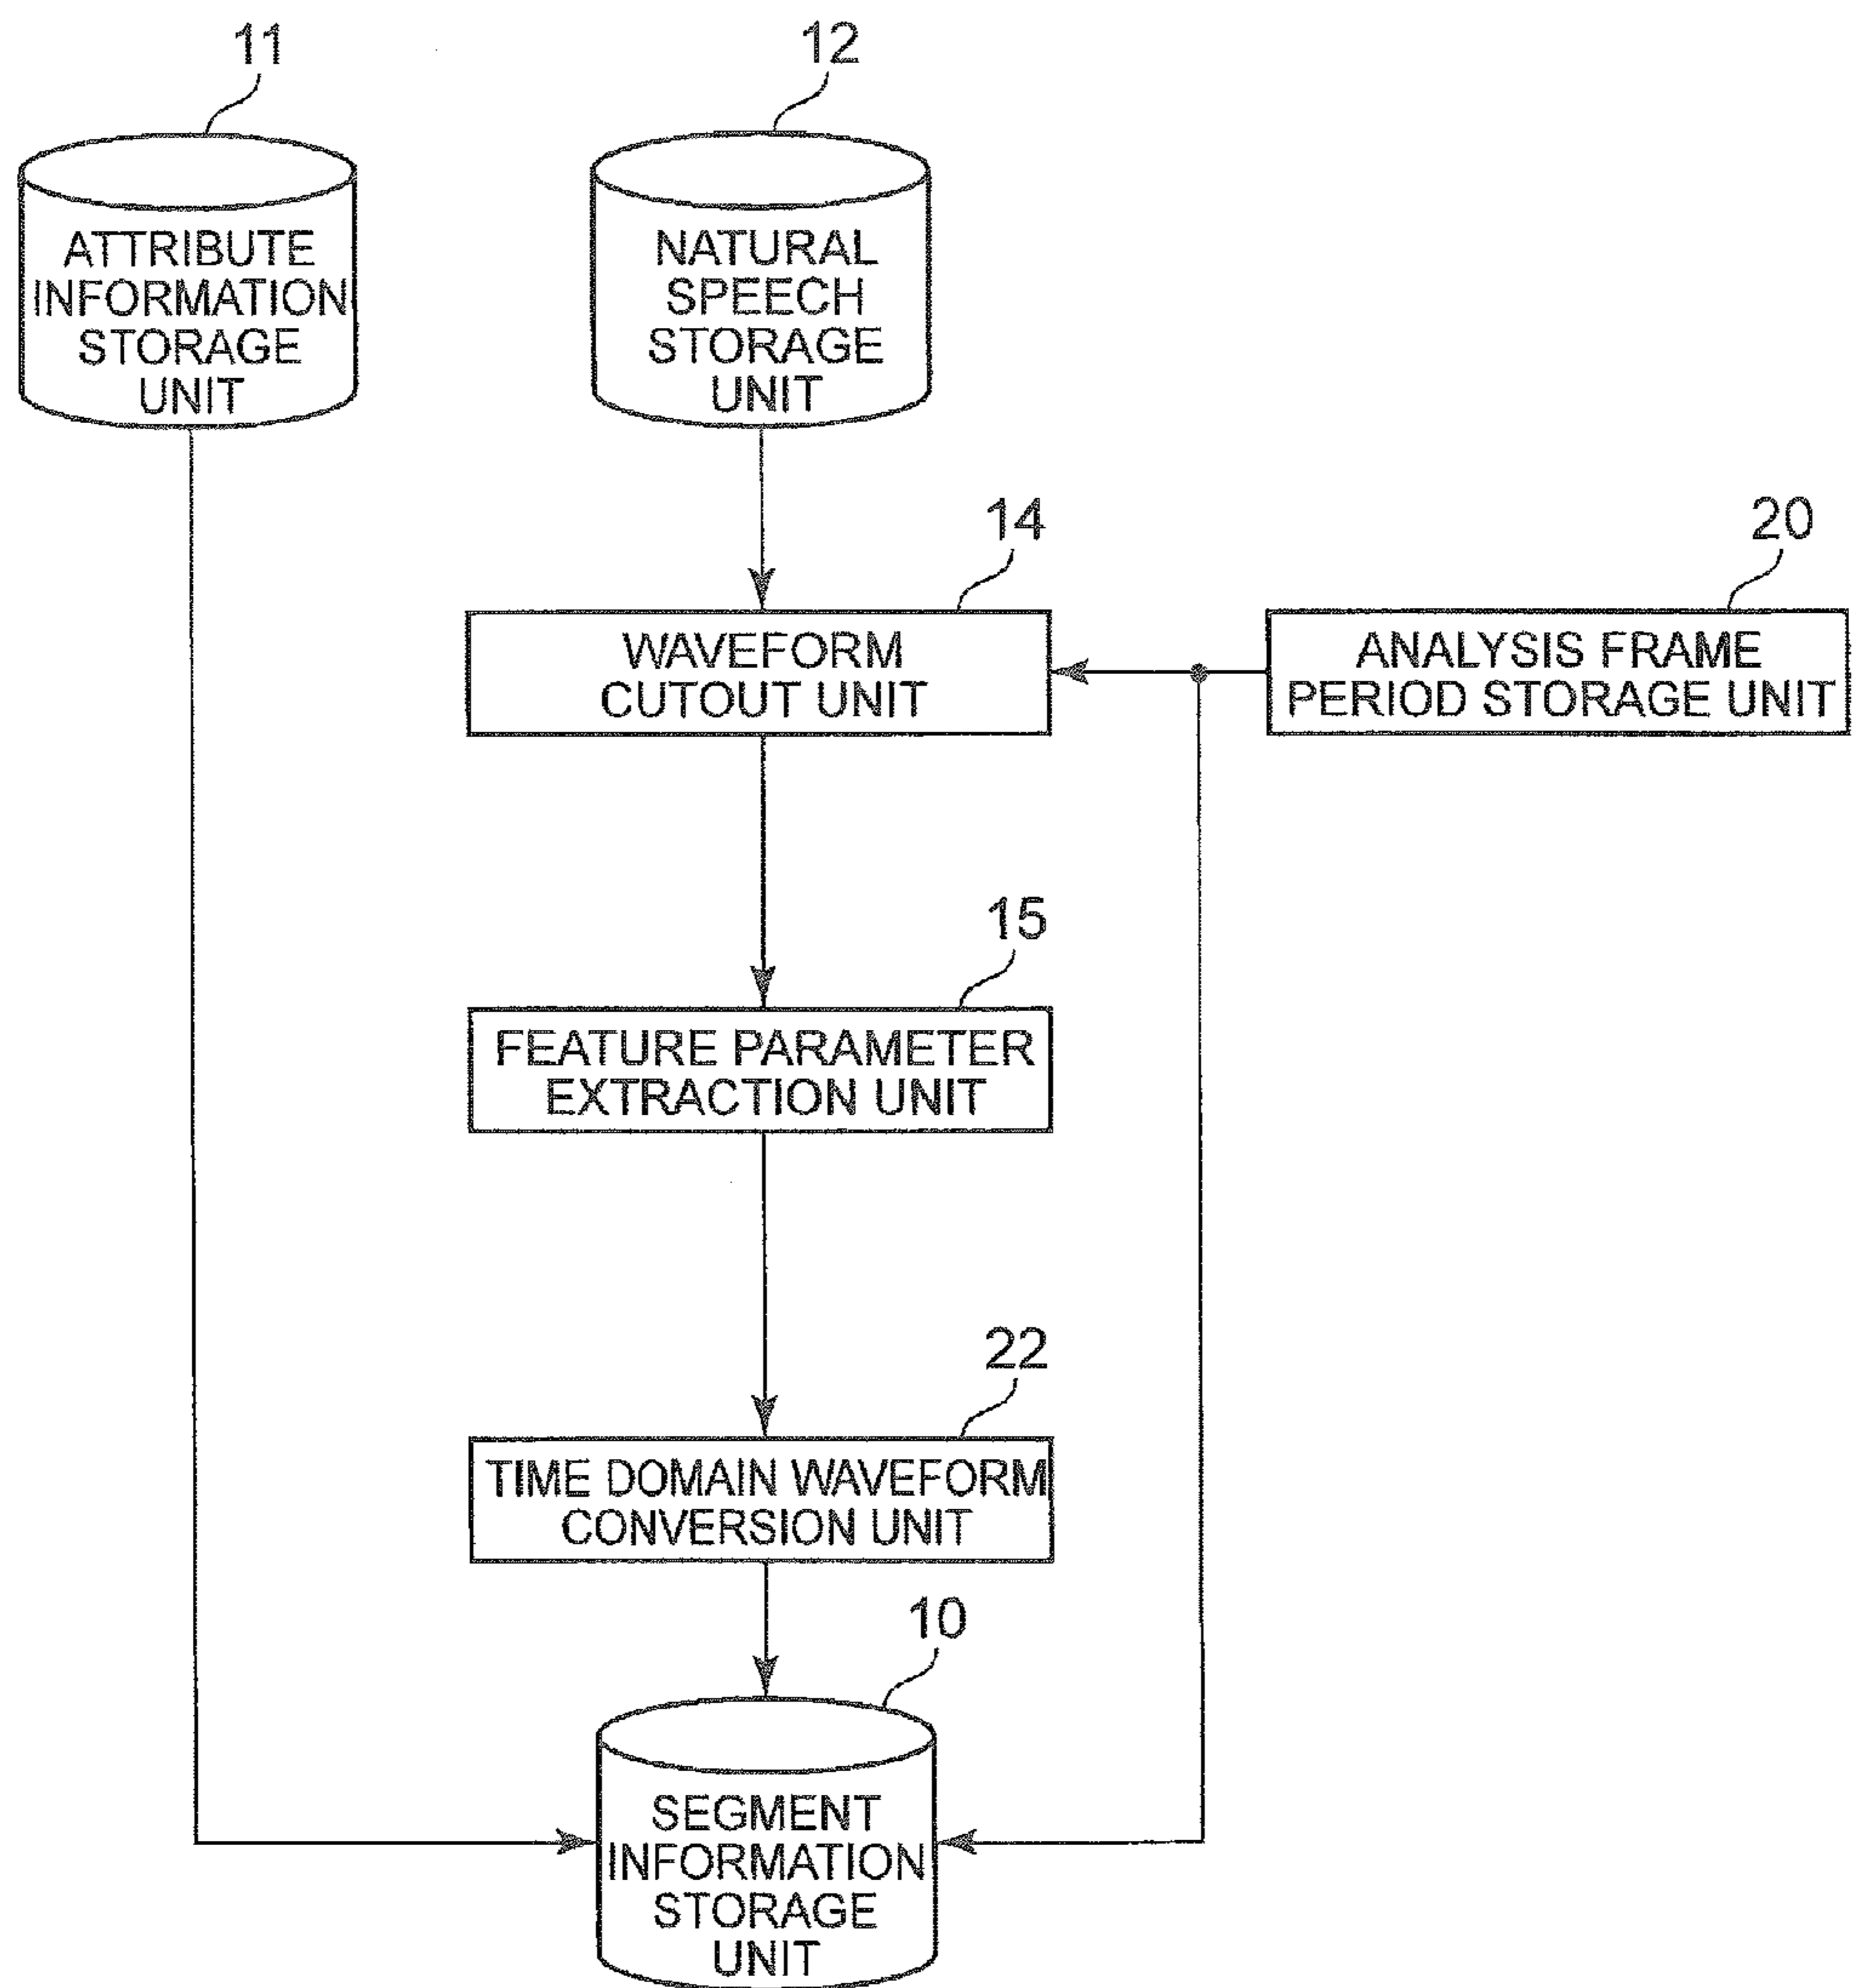 11
12
ATTRIBUTE
INFORMATION
STORAGE
UNIT
NATURAL
SPEECH
STORAGE
UNIT
14
20
WAVEFORM
CUTOUT UNIT
ANALYSIS FRAME
PERIOD STORAGE UNIT
15
FEATURE PARAMETER
EXTRACTION UNIT
22
TIME DOMAIN WAVEFORM
CONVERSION UNIT
10
SEGMENT
INFORMATION
STORAGE
UNIT